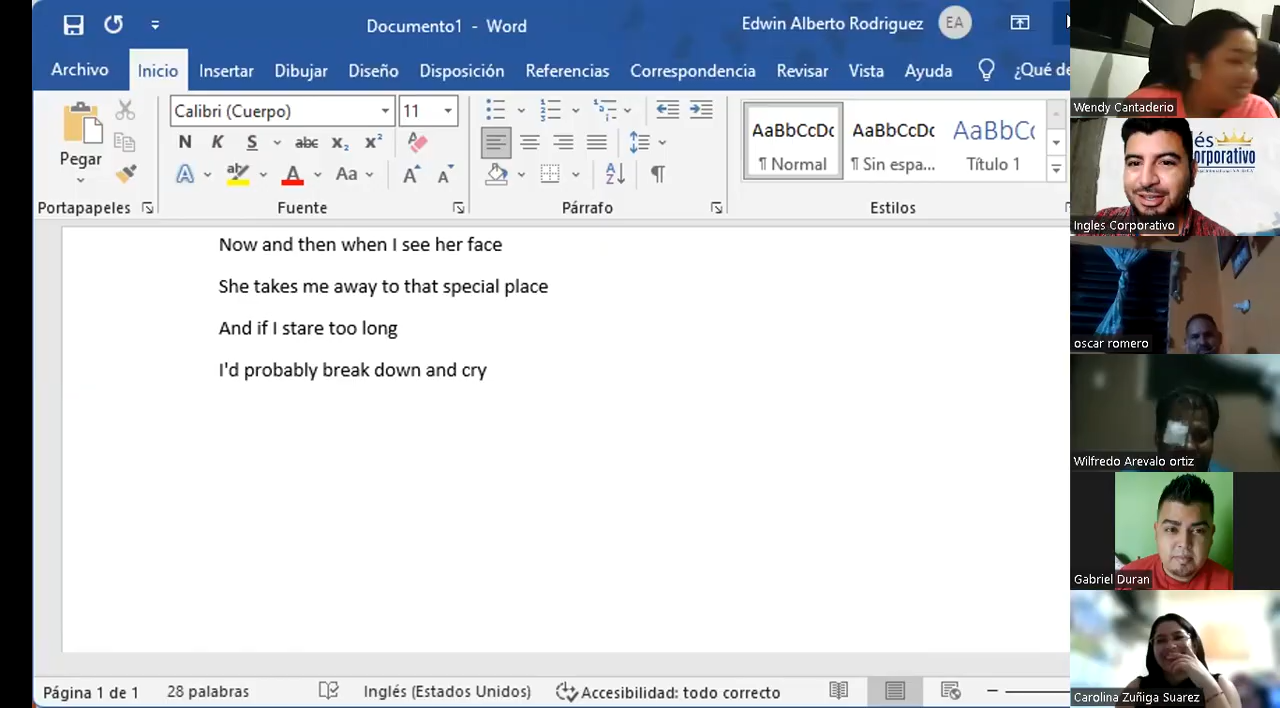 Documento1 - Word
Edwin Alberto Rodriguez
EA
Archivo
Inicio
Insertar
Dibujar
Diseño
Disposición
Referencias
Correspondencia
Revisar
Vista
Ayuda
¿Qué de
Pegar
Portapapeles
Calibri (Cuerpo)
11
N K S abc x₂ x²
A A Aa A A
Fuente
Párrafo
AaBbCcDc
¶ Normal
AaBbCcDc
¶ Sin espa...
AaBbCc
Título 1
Estilos
Now and then when I see her face
She takes me away to that special place
And if I stare too long
I'd probably break down and cry
Página 1 de 1
28 palabras
Inglés (Estados Unidos)
Accesibilidad: todo correcto
Wendy Cantaderio
és
orporativo
Ingles Corporativo
oscar romero
Wilfredo Arevalo ortiz
Gabriel Duran
Carolina Zuñiga Suarez